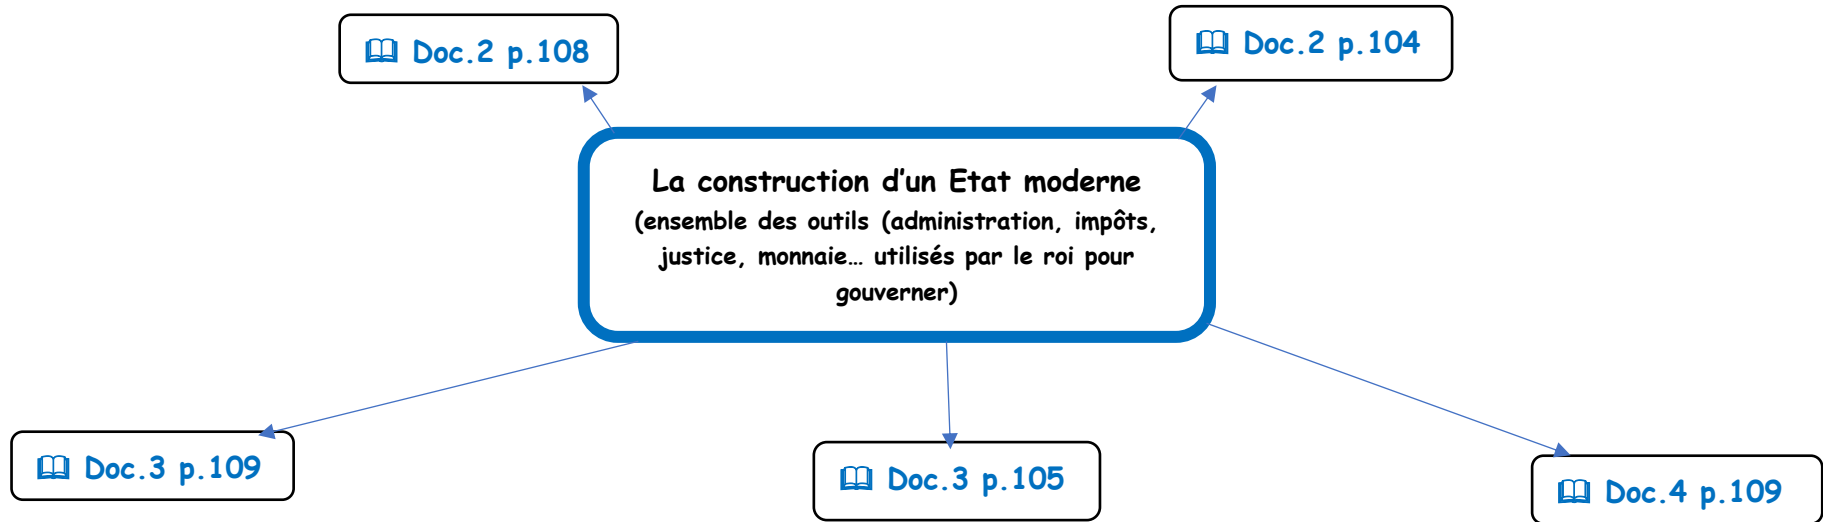 🕮 Doc.2 p.108
🕮 Doc.2 p.104
La construction d'un Etat moderne
(ensemble des outils (administration, impôts,
justice, monnaie… utilisés par le roi pour
gouverner)
🕮 Doc.3 p.109
🕮 Doc.3 p.105
🕮 Doc.4 p.109